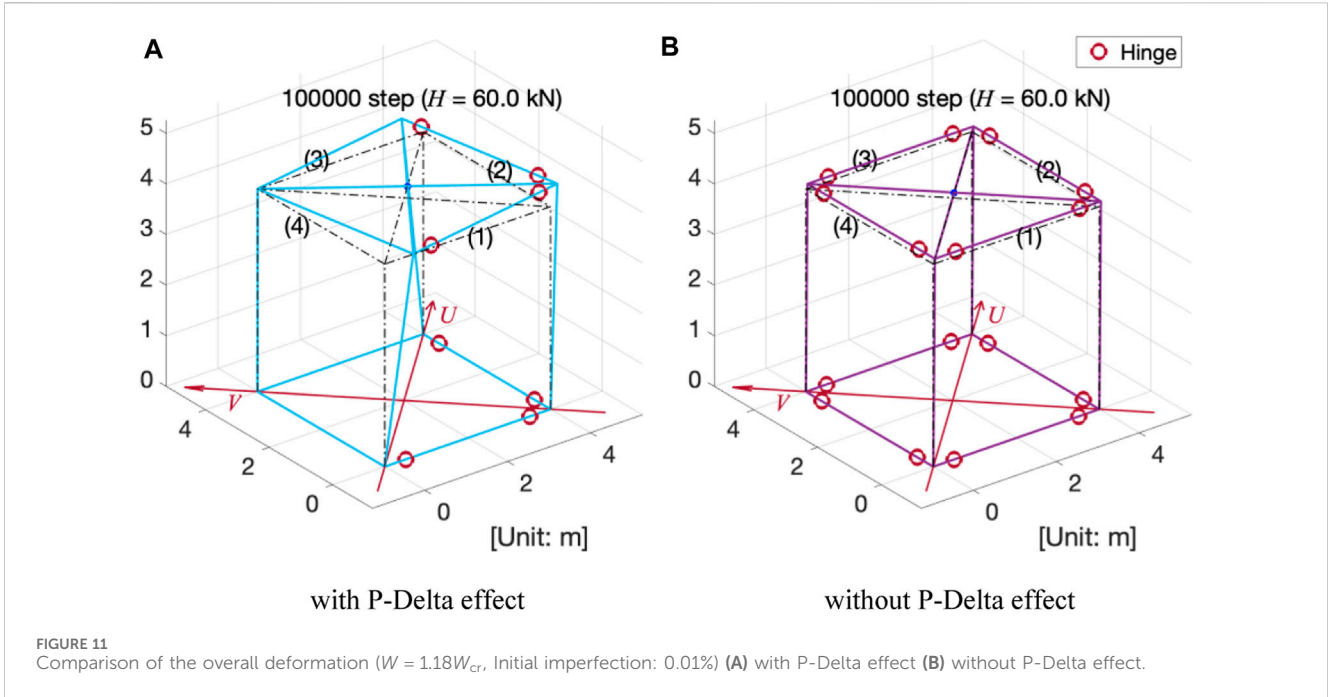 A
B
Hinge
100000 step (H = 60.0 kN)
100000 step (H = 60.0 kN)
5
4
3
2
1
0
(3)
(2)
(4)
(1)
U
V
4
2
0
0
2
4
[Unit: m]
5
4
3
2
1
0
(3)
(2)
(4)
(1)
U
V
4
2
0
0
2
4
[Unit: m]
with P-Delta effect
without P-Delta effect
FIGURE 11
Comparison of the overall deformation (W = 1.18Wcr, Initial imperfection: 0.01%) (A) with P-Delta effect (B) without P-Delta effect.